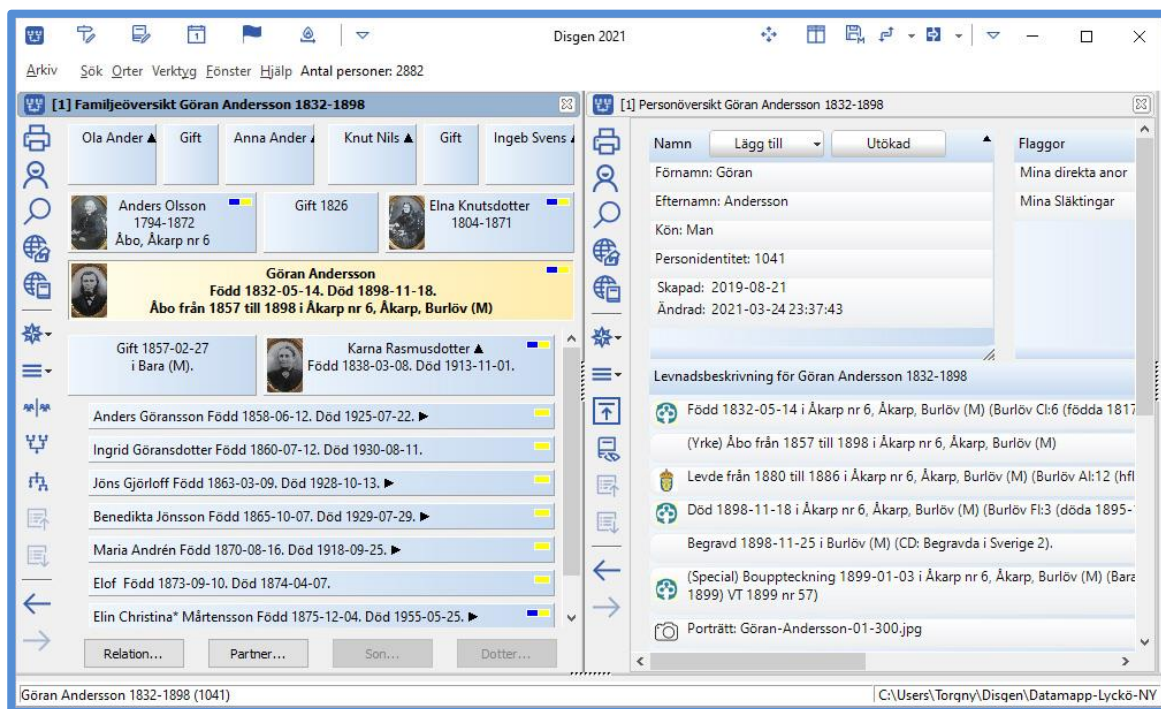 Disgen 2021
Arkiv Sök Orter Verktyg Fönster Hjälp Antal personer: 2882
[1] Familjeöversikt Göran Andersson 1832-1898
Ola Ander ▲ Gift Anna Ander Knut Nils ▲ Gift Ingeb Svens
Anders Olsson
1794-1872
Åbo, Åkarp nr 6
Gift 1826
Elna Knutsdotter
1804-1871
Göran Andersson
Född 1832-05-14. Död 1898-11-18.
Åbo från 1857 till 1898 i Åkarp nr 6, Åkarp, Burlöv (M)
Gift 1857-02-27
i Bara (M).
Karna Rasmusdotter ▲
Född 1838-03-08. Död 1913-11-01.
Anders Göransson Född 1858-06-12. Död 1925-07-22. ▶
Ingrid Göransdotter Född 1860-07-12. Död 1930-08-11.
Jöns Gjörloff Född 1863-03-09. Död 1928-10-13. ▶
Benedikta Jönsson Född 1865-10-07. Död 1929-07-29. ▶
Maria Andrén Född 1870-08-16. Död 1918-09-25. ▶
Elof Född 1873-09-10. Död 1874-04-07.
Elin Christina* Mårtensson Född 1875-12-04. Död 1955-05-25. ▶
Relation... Partner... Son... Dotter...
[1] Personöversikt Göran Andersson 1832-1898
Namn Lägg till Utökad
Förnamn: Göran
Efternamn: Andersson
Kön: Man
Personidentitet: 1041
Skapad: 2019-08-21
Ändrad: 2021-03-24 23:37:43
Flaggor
Mina direkta anor
Mina Släktingar
Levnadsbeskrivning för Göran Andersson 1832-1898
Född 1832-05-14 i Åkarp nr 6, Åkarp, Burlöv (M) (Burlöv CI:6 (födda 1817
(Yrke) Åbo från 1857 till 1898 i Åkarp nr 6, Åkarp, Burlöv (M)
Levde från 1880 till 1886 i Åkarp nr 6, Åkarp, Burlöv (M) (Burlöv AI:12 (hfl
Död 1898-11-18 i Åkarp nr 6, Åkarp, Burlöv (M) (Burlöv FI:3 (döda 1895-
Begravd 1898-11-25 i Burlöv (M) (CD: Begravda i Sverige 2).
(Special) Bouppteckning 1899-01-03 i Åkarp nr 6, Åkarp, Burlöv (M) (Bara
1899) VT 1899 nr 57)
Porträtt: Göran-Andersson-01-300.jpg
Göran Andersson 1832-1898 (1041)
C:\Users\Torgny\Disgen\Datamapp-Lyckö-NY